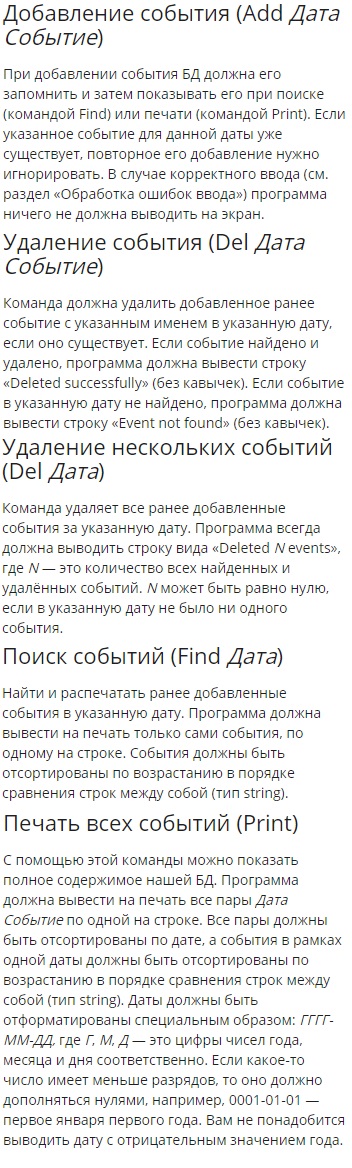 Добавление события (Add Дата
Событие)
При добавлении события БД должна его
запомнить и затем показывать его при поиске
(командой Find) или печати (командой Print). Если
указанное событие для данной даты уже
существует, повторное его добавление нужно
игнорировать. В случае корректного ввода (см.
раздел «Обработка ошибок ввода») программа
ничего не должна выводить на экран.
Удаление события (Del Дата
Событие)
Команда должна удалить добавленное ранее
событие с указанным именем в указанную дату,
если оно существует. Если событие найдено и
удалено, программа должна вывести строку
«Deleted successfully» (без кавычек). Если событие
в указанную дату не найдено, программа должна
вывести строку «Event not found» (без кавычек).
Удаление нескольких событий
(Del Дата)
Команда удаляет все ранее добавленные
события за указанную дату. Программа всегда
должна выводить строку вида «Deleted N events»,
где N — это количество всех найденных и
удалённых событий. N может быть равно нулю,
если в указанную дату не было ни одного
события.
Поиск событий (Find Дата)
Найти и распечатать ранее добавленные
события в указанную дату. Программа должна
вывести на печать только сами события, по
одному на строке. События должны быть
отсортированы по возрастанию в порядке
сравнения строк между собой (тип string).
Печать всех событий (Print)
С помощью этой команды можно показать
полное содержимое нашей БД. Программа
должна вывести на печать все пары Дата
Событие по одной на строке. Все пары должны
быть отсортированы по дате, а события в рамках
одной даты должны быть отсортированы по
возрастанию в порядке сравнения строк между
собой (тип string). Даты должны быть
отформатированы специальным образом: ГГГГ-
ММ-ДД, где Г, М, Д — это цифры чисел года,
месяца и дня соответственно. Если какое-то
число имеет меньше разрядов, то оно должно
дополняться нулями, например, 0001-01-01 —
первое января первого года. Вам не понадобится
выводить дату с отрицательным значением года.